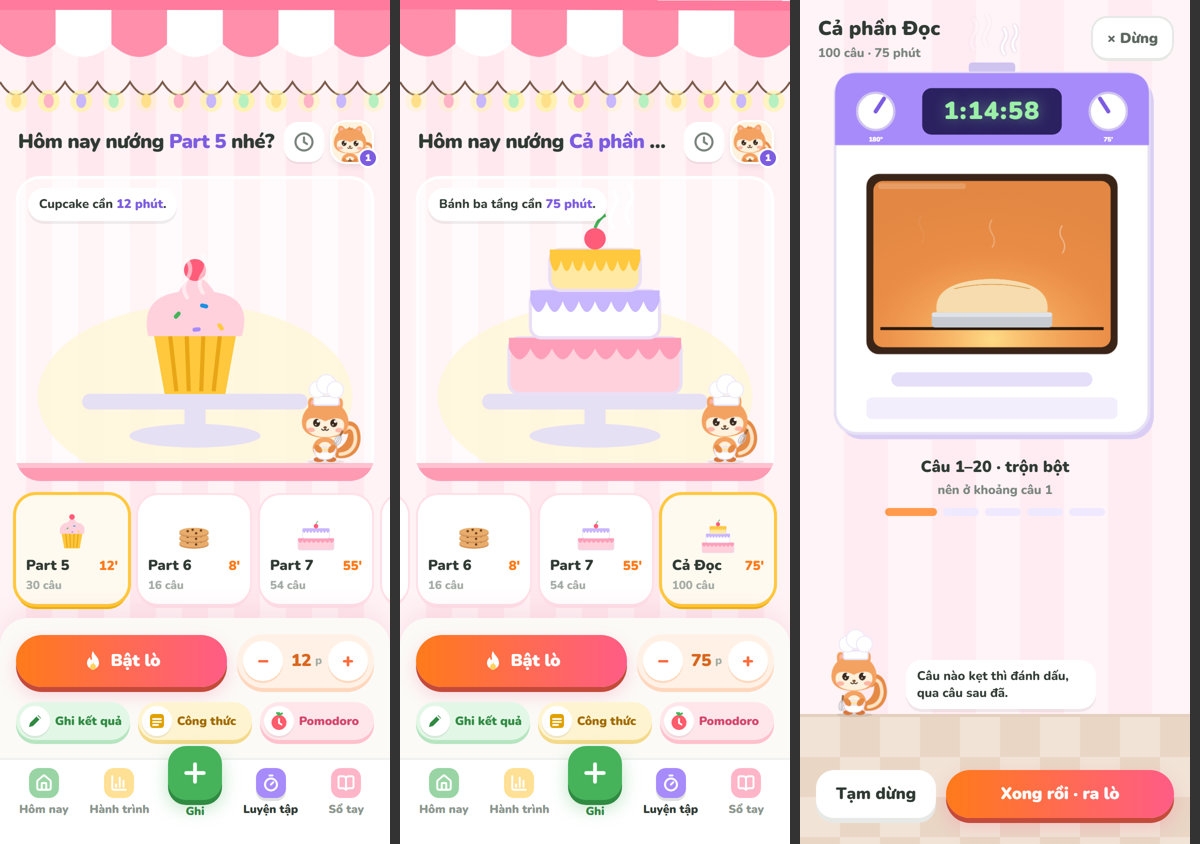 Hôm nay nướng Part 5 nhé?
1
Cupcake cần 12 phút.
Part 5 12'
30 câu
Part 6 8'
16 câu
Part 7 55'
54 câu
Bật lò
− 12 p +
Ghi kết quả
Công thức
Pomodoro
Hôm nay
Hành trình
+
Ghi
Luyện tập
Sổ tay
Hôm nay nướng Cả phần ...
1
Bánh ba tầng cần 75 phút.
Part 6 8'
16 câu
Part 7 55'
54 câu
Cả Đọc 75'
100 câu
Bật lò
− 75 p +
Ghi kết quả
Công thức
Pomodoro
Hôm nay
Hành trình
+
Ghi
Luyện tập
Sổ tay
Cả phần Đọc
100 câu · 75 phút
× Dừng
1:14:58
180°
75'
Câu 1–20 · trộn bột
nên ở khoảng câu 1
Câu nào kẹt thì đánh dấu,
qua câu sau đã.
Tạm dừng
Xong rồi · ra lò